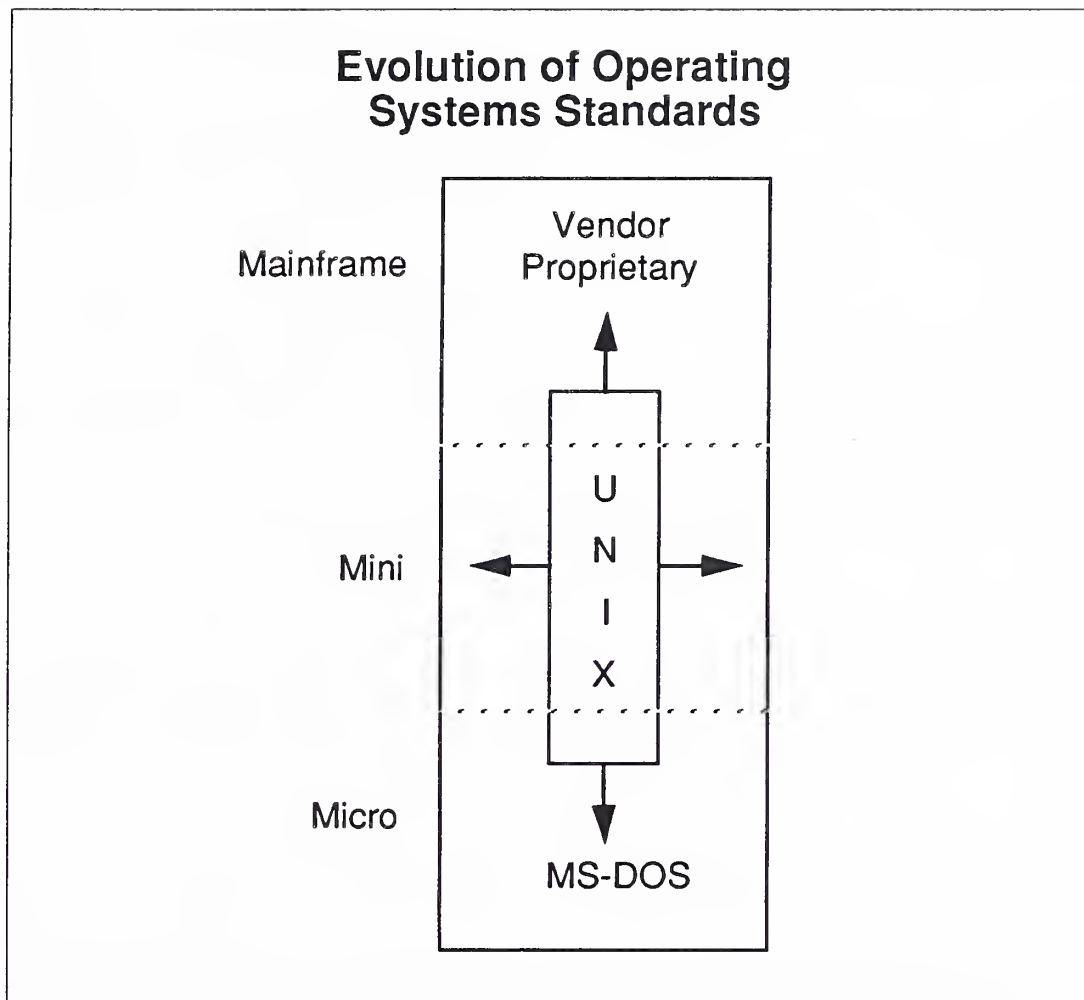 Evolution of Operating
Systems Standards
Mainframe
Vendor
Proprietary
Mini
U
N
I
X
Micro
MS-DOS